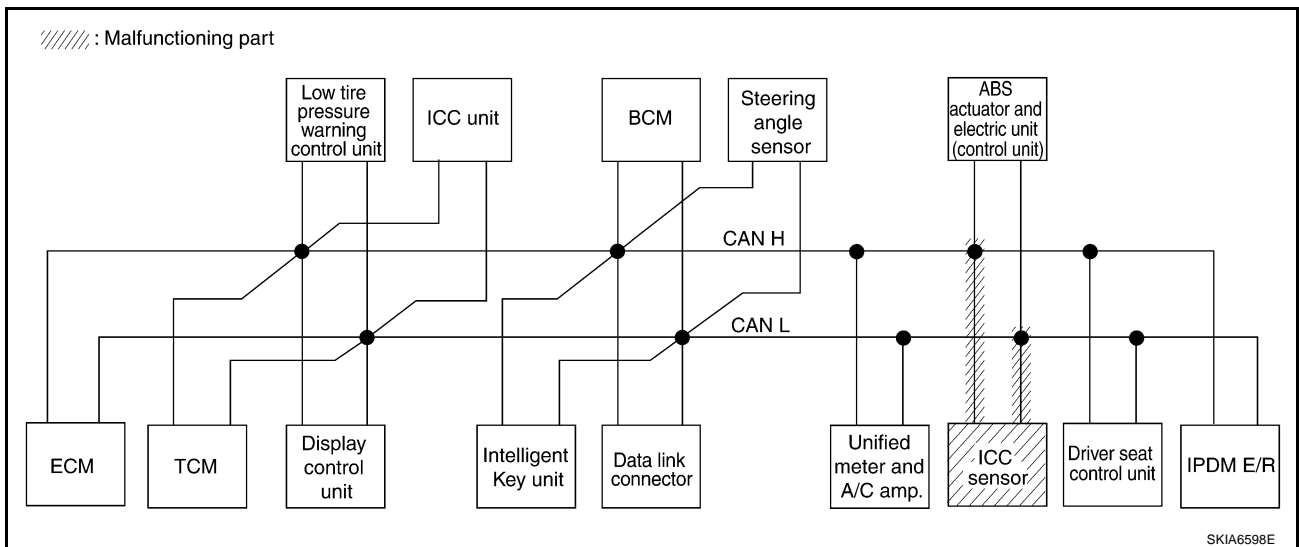 : Malfunctioning part
Low tire
pressure
warning
control unit
ICC unit
BCM
Steering
angle
sensor
ABS
actuator and
electric unit
(control unit)
CAN H
CAN L
ECM
TCM
Display
control
unit
Intelligent
Key unit
Data link
connector
Unified
meter and
A/C amp.
ICC
sensor
Driver seat
control unit
IPDM E/R
SKIA6598E